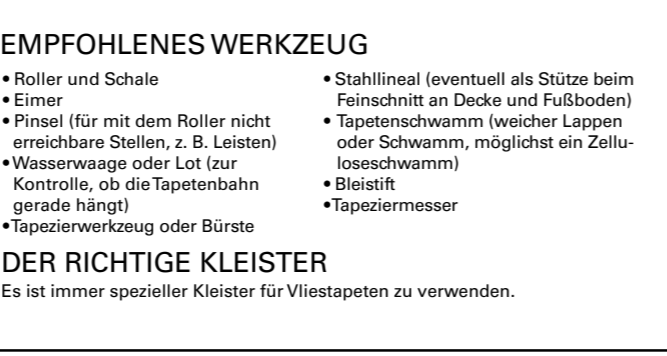 EMPFOHLENES WERKZEUG
• Roller und Schale
• Eimer
• Pinsel (für mit dem Roller nicht
erreichbare Stellen, z. B. Leisten)
• Wasserwaage oder Lot (zur
Kontrolle, ob die Tapetenbahn
gerade hängt)
• Tapezierwerkzeug oder Bürste
• Stahllineal (eventuell als Stütze beim
Feinschnitt an Decke und Fußboden)
• Tapetenschwamm (weicher Lappen
oder Schwamm, möglichst ein Zellu-
loseschwamm)
• Bleistift
• Tapeziermesser
DER RICHTIGE KLEISTER
Es ist immer spezieller Kleister für Vliestapeten zu verwenden.